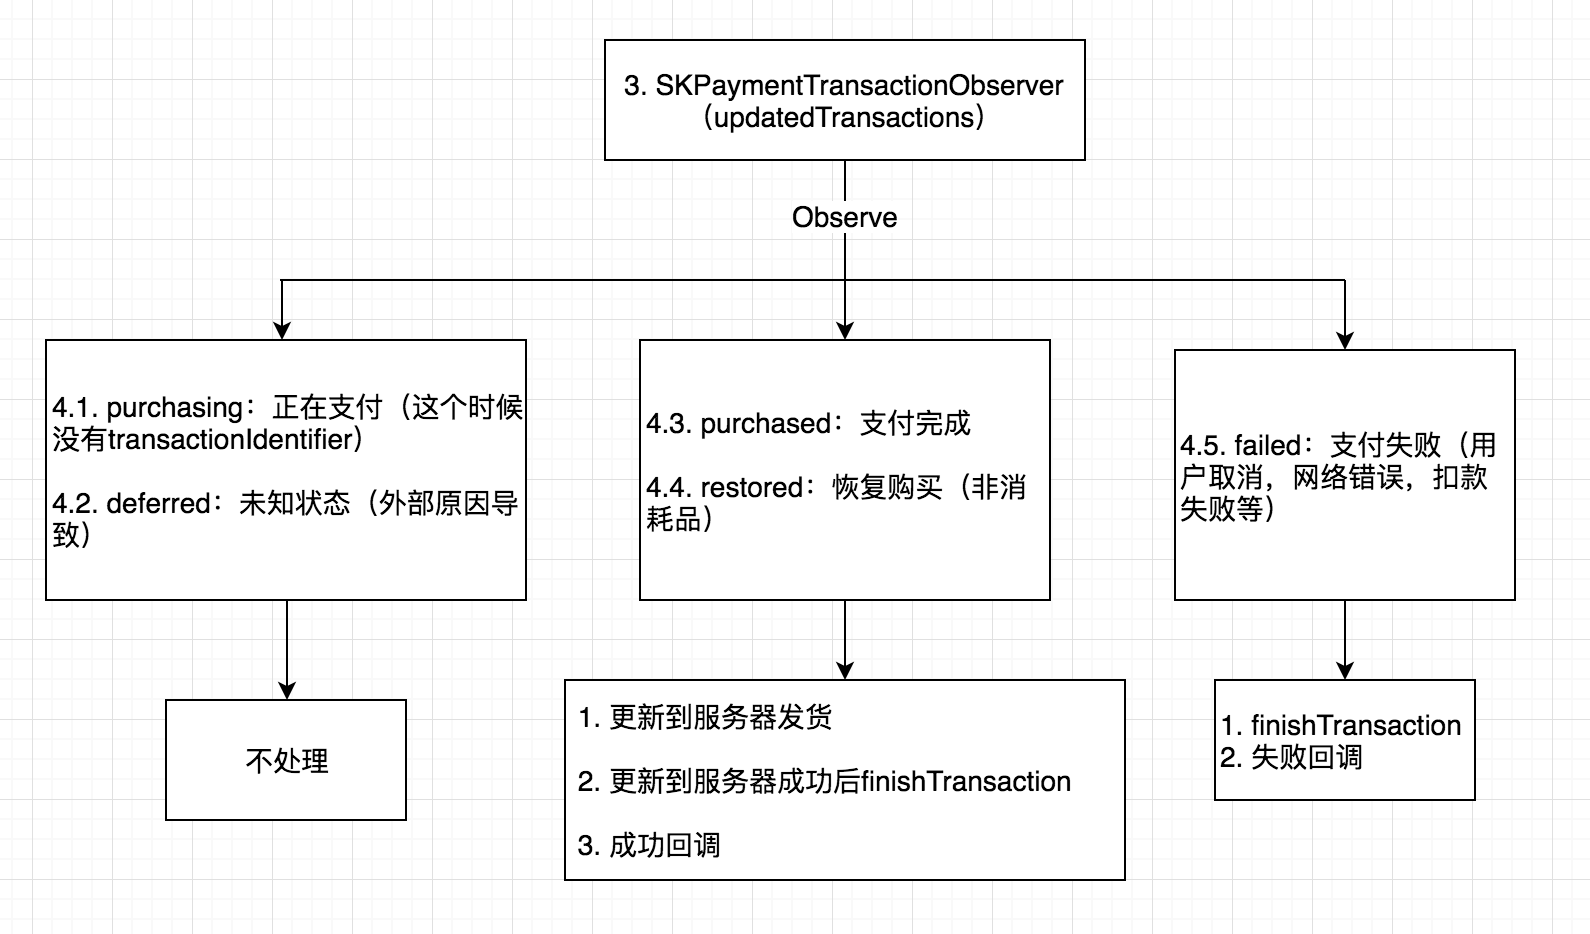 3. SKPaymentTransactionObserver
（updatedTransactions）
Observe
4.1. purchasing：正在支付（这个时候
没有transactionIdentifier）
4.2. deferred：未知状态（外部原因导
致）
4.3. purchased：支付完成
4.4. restored：恢复购买（非消
耗品）
4.5. failed：支付失败（用
户取消，网络错误，扣款
失败等）
不处理
1. 更新到服务器发货
2. 更新到服务器成功后finishTransaction
3. 成功回调
1. finishTransaction
2. 失败回调